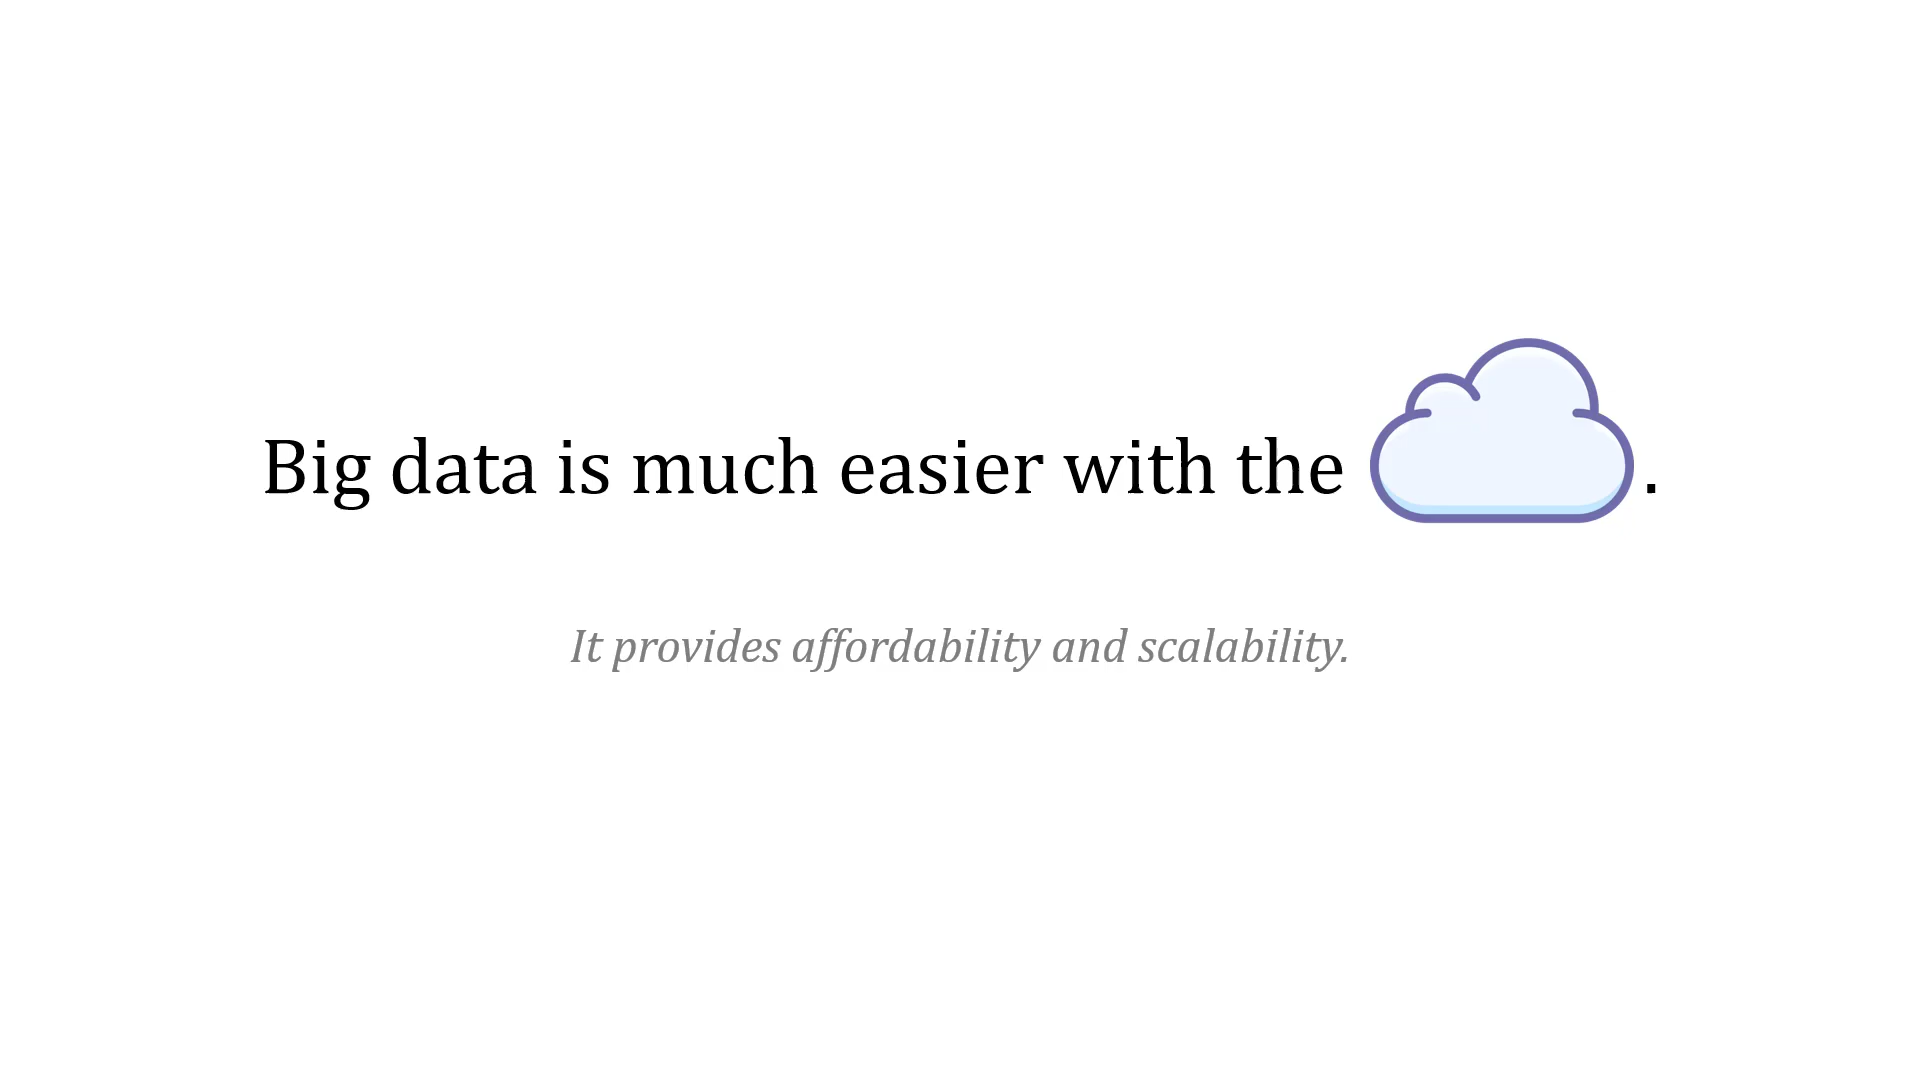 Big data is much easier with the .
It provides affordability and scalability.